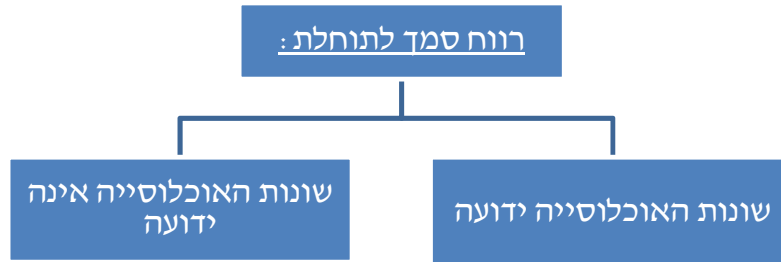 רווח סמך לתוחלת :
שונות האוכלוסייה ידועה
שונות האוכלוסייה אינה
ידועה